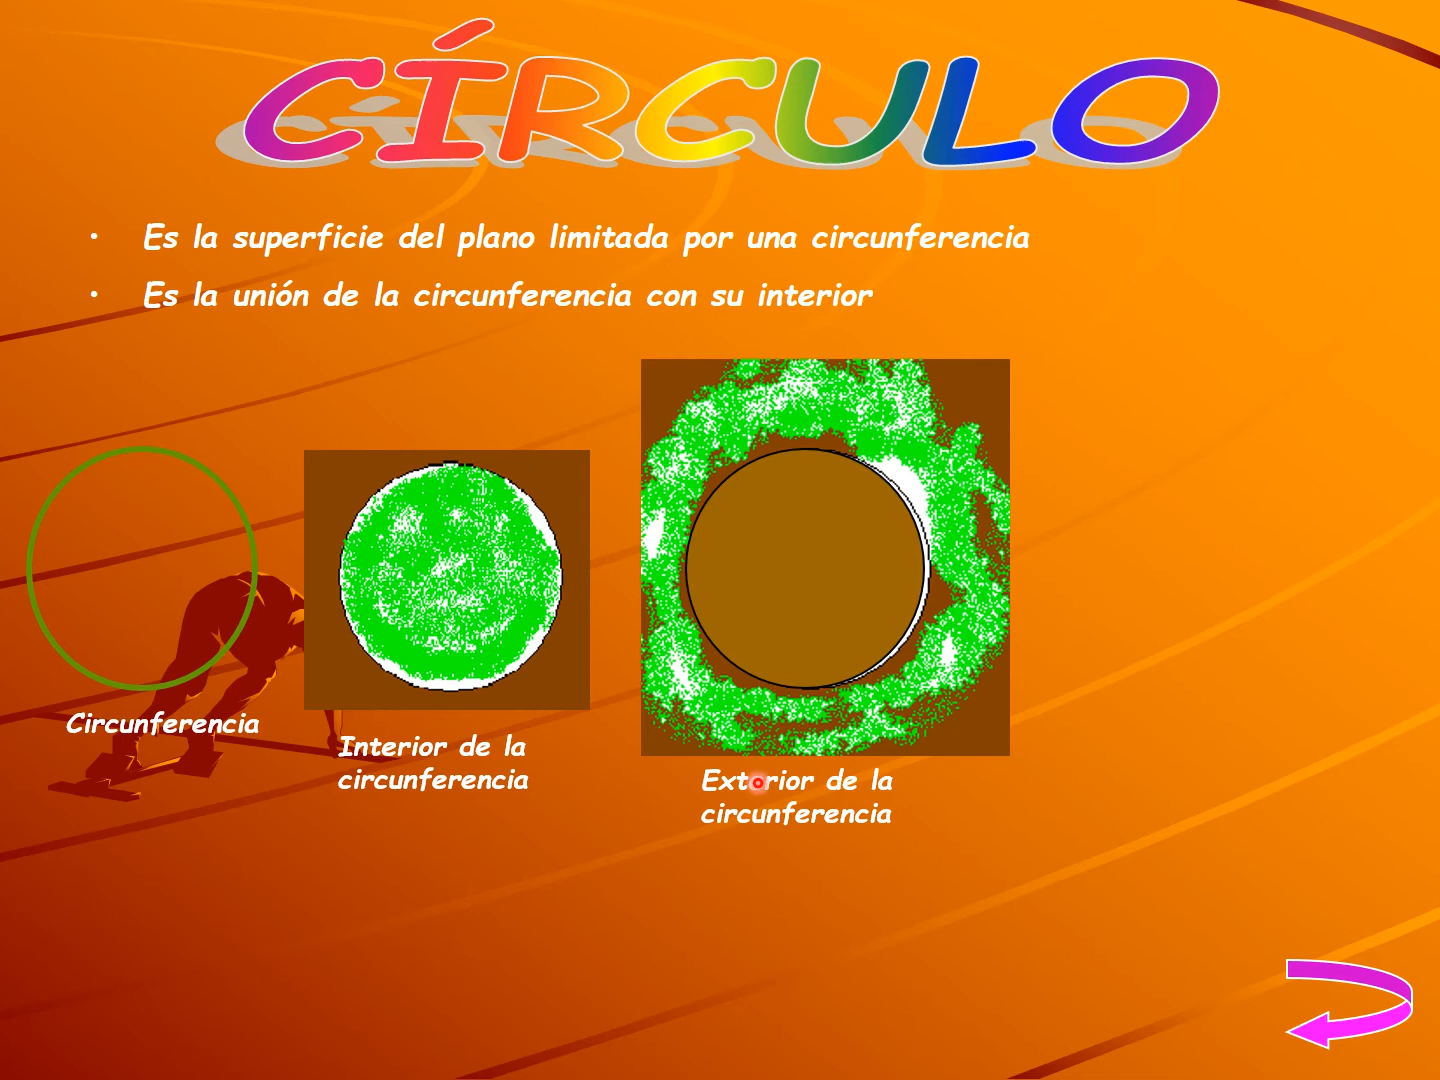 CÍRCULO
• Es la superficie del plano limitada por una circunferencia
• Es la unión de la circunferencia con su interior
Circunferencia
Interior de la
circunferencia
Exterior de la
circunferencia